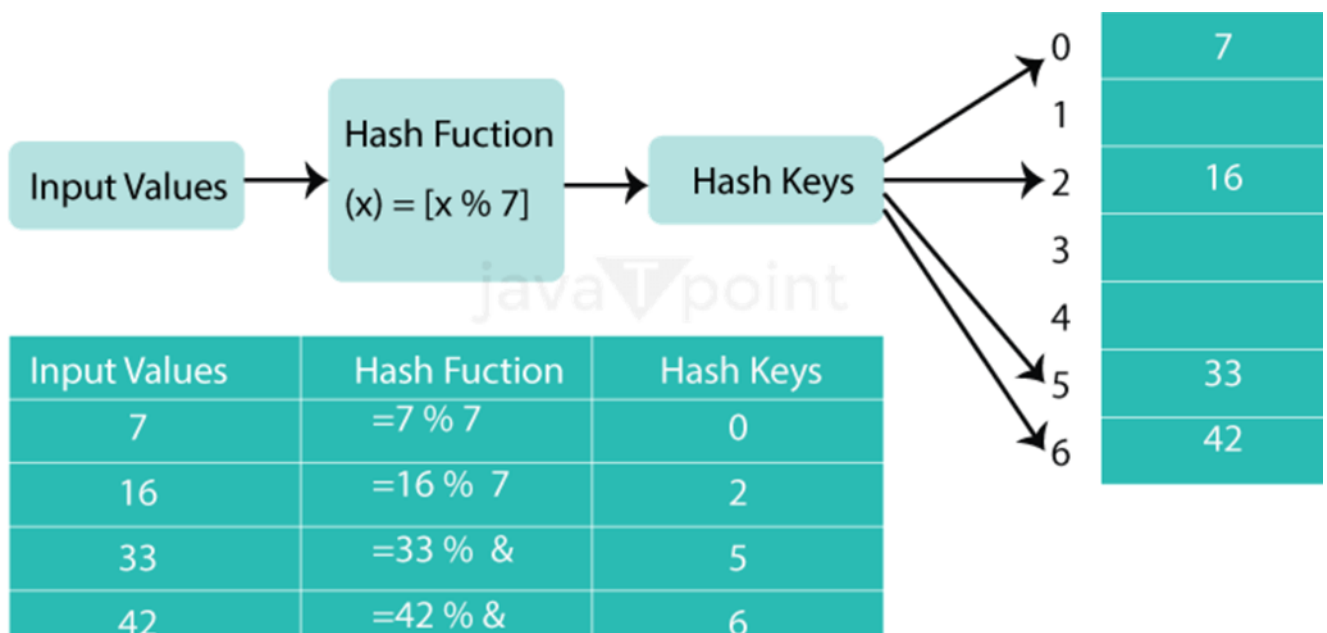 Input Values
Hash Fuction
(x) = [x % 7]
Hash Keys
0 7
1
2 16
3
4
5 33
6 42
javaTpoint
Input Values Hash Fuction Hash Keys
7 =7 % 7 0
16 =16 % 7 2
33 =33 % & 5
42 =42 % & 6